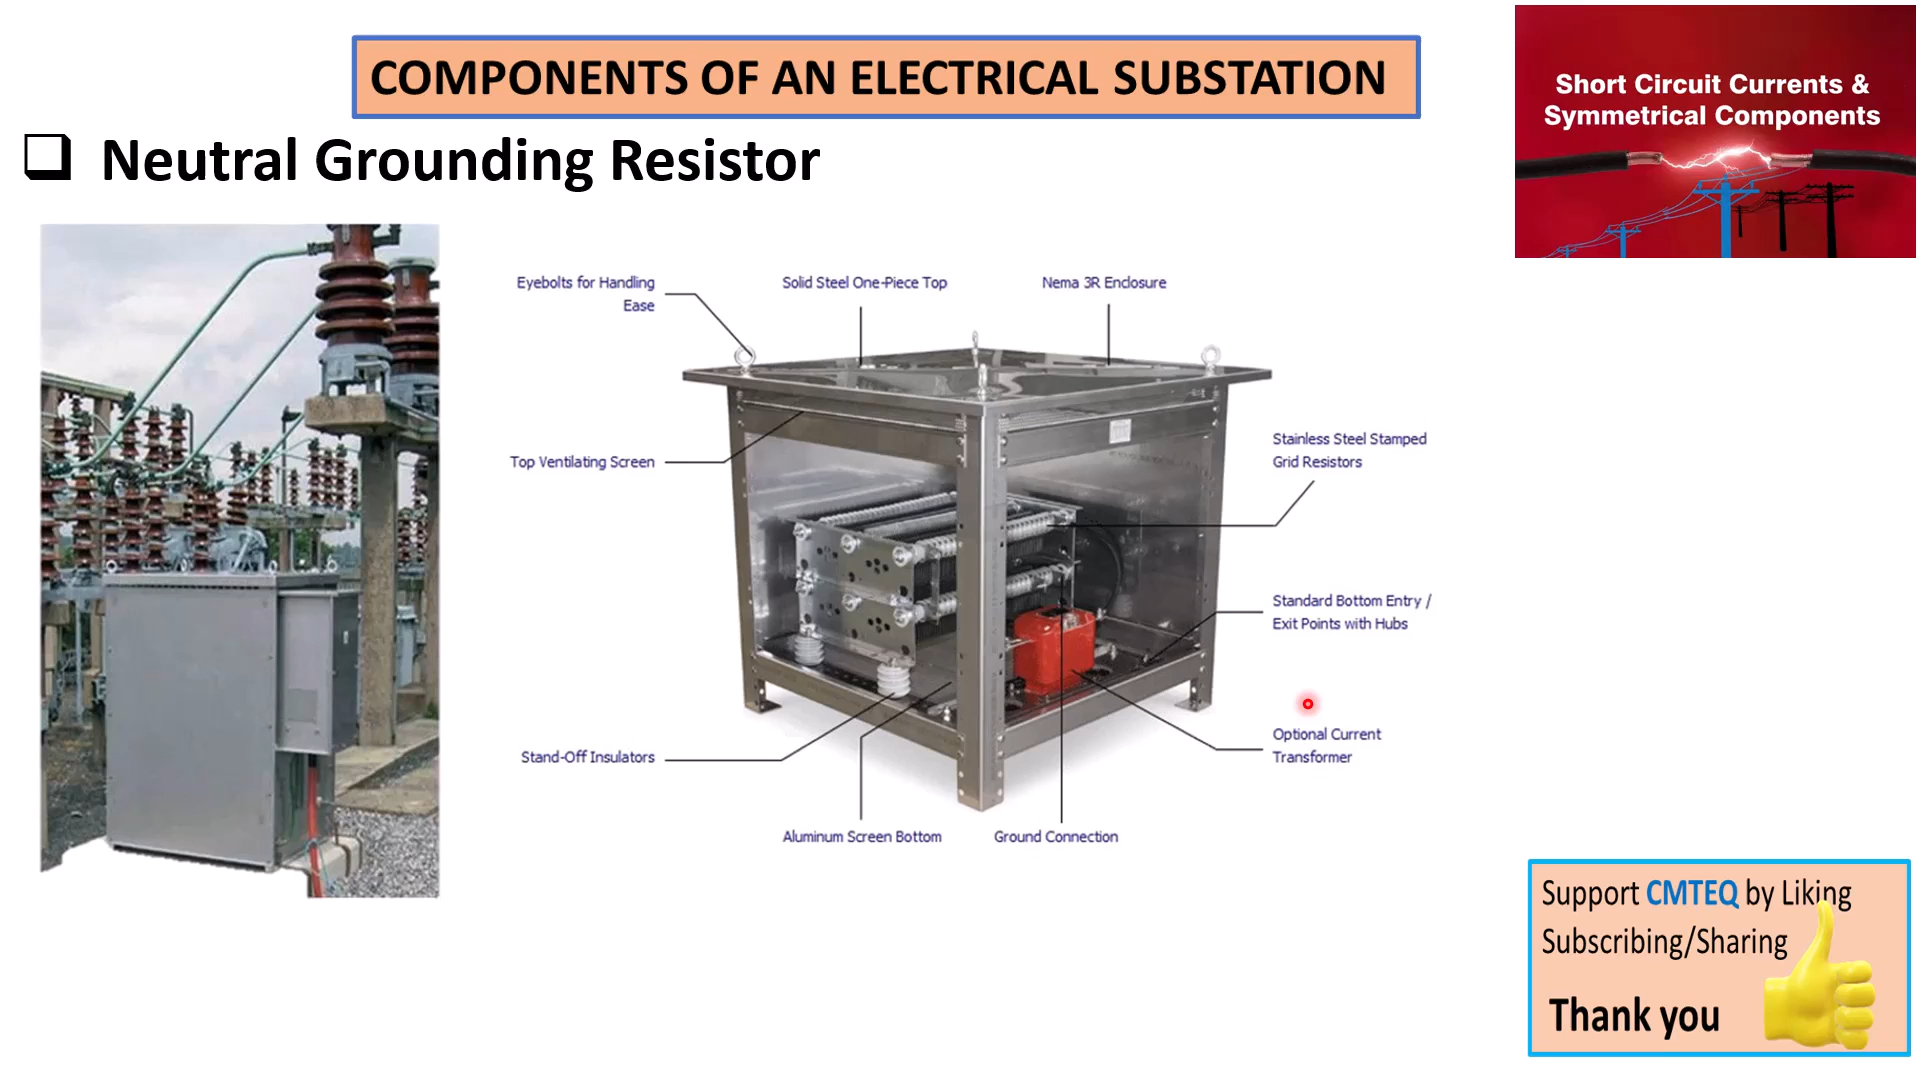 COMPONENTS OF AN ELECTRICAL SUBSTATION
Short Circuit Currents &
Symmetrical Components
Neutral Grounding Resistor
Eyebolts for Handling
Ease
Solid Steel One-Piece Top
Nema 3R Enclosure
Top Ventilating Screen
Stainless Steel Stamped
Grid Resistors
Standard Bottom Entry /
Exit Points with Hubs
Optional Current
Transformer
Stand-Off Insulators
Aluminum Screen Bottom
Ground Connection
Support CMTEQ by Liking
Subscribing/Sharing
Thank you